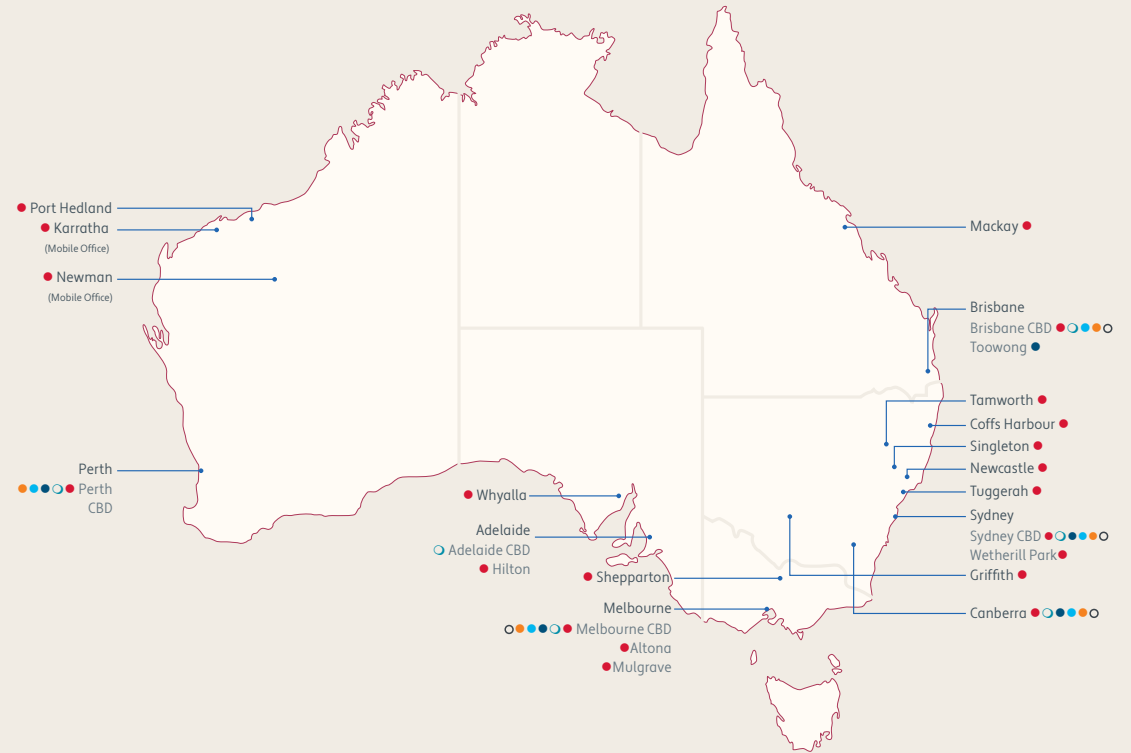 Port Hedland
Karratha
(Mobile Office)
Newman
(Mobile Office)
Perth
Perth
CBD
Whyalla
Adelaide
Adelaide CBD
Hilton
Shepparton
Melbourne
Melbourne CBD
Altona
Mulgrave
Mackay
Brisbane
Brisbane CBD
Toowong
Tamworth
Coffs Harbour
Singleton
Newcastle
Tuggerah
Sydney
Sydney CBD
Wetherill Park
Griffith
Canberra